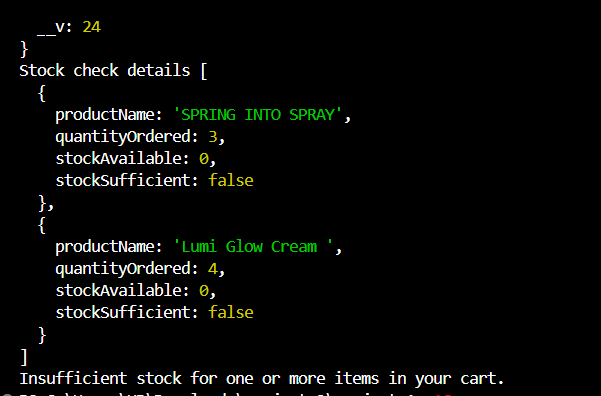 __v: 24
}
Stock check details [
{
productName: 'SPRING INTO SPRAY',
quantityOrdered: 3,
stockAvailable: 0,
stockSufficient: false
},
{
productName: 'Lumi Glow Cream ',
quantityOrdered: 4,
stockAvailable: 0,
stockSufficient: false
}
]
Insufficient stock for one or more items in your cart.